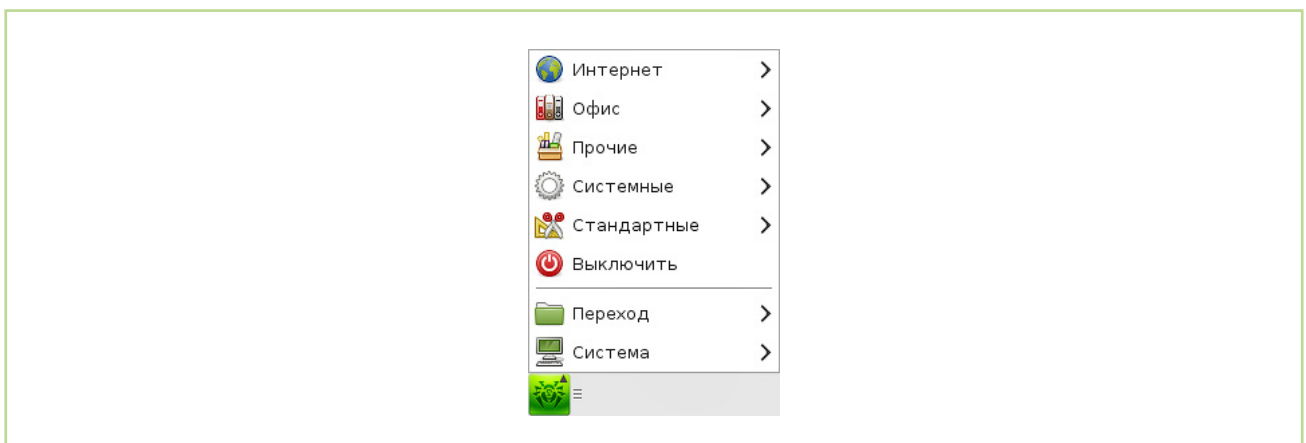 Интернет
Офис
Прочие
Системные
Стандартные
Выключить
Переход
Система